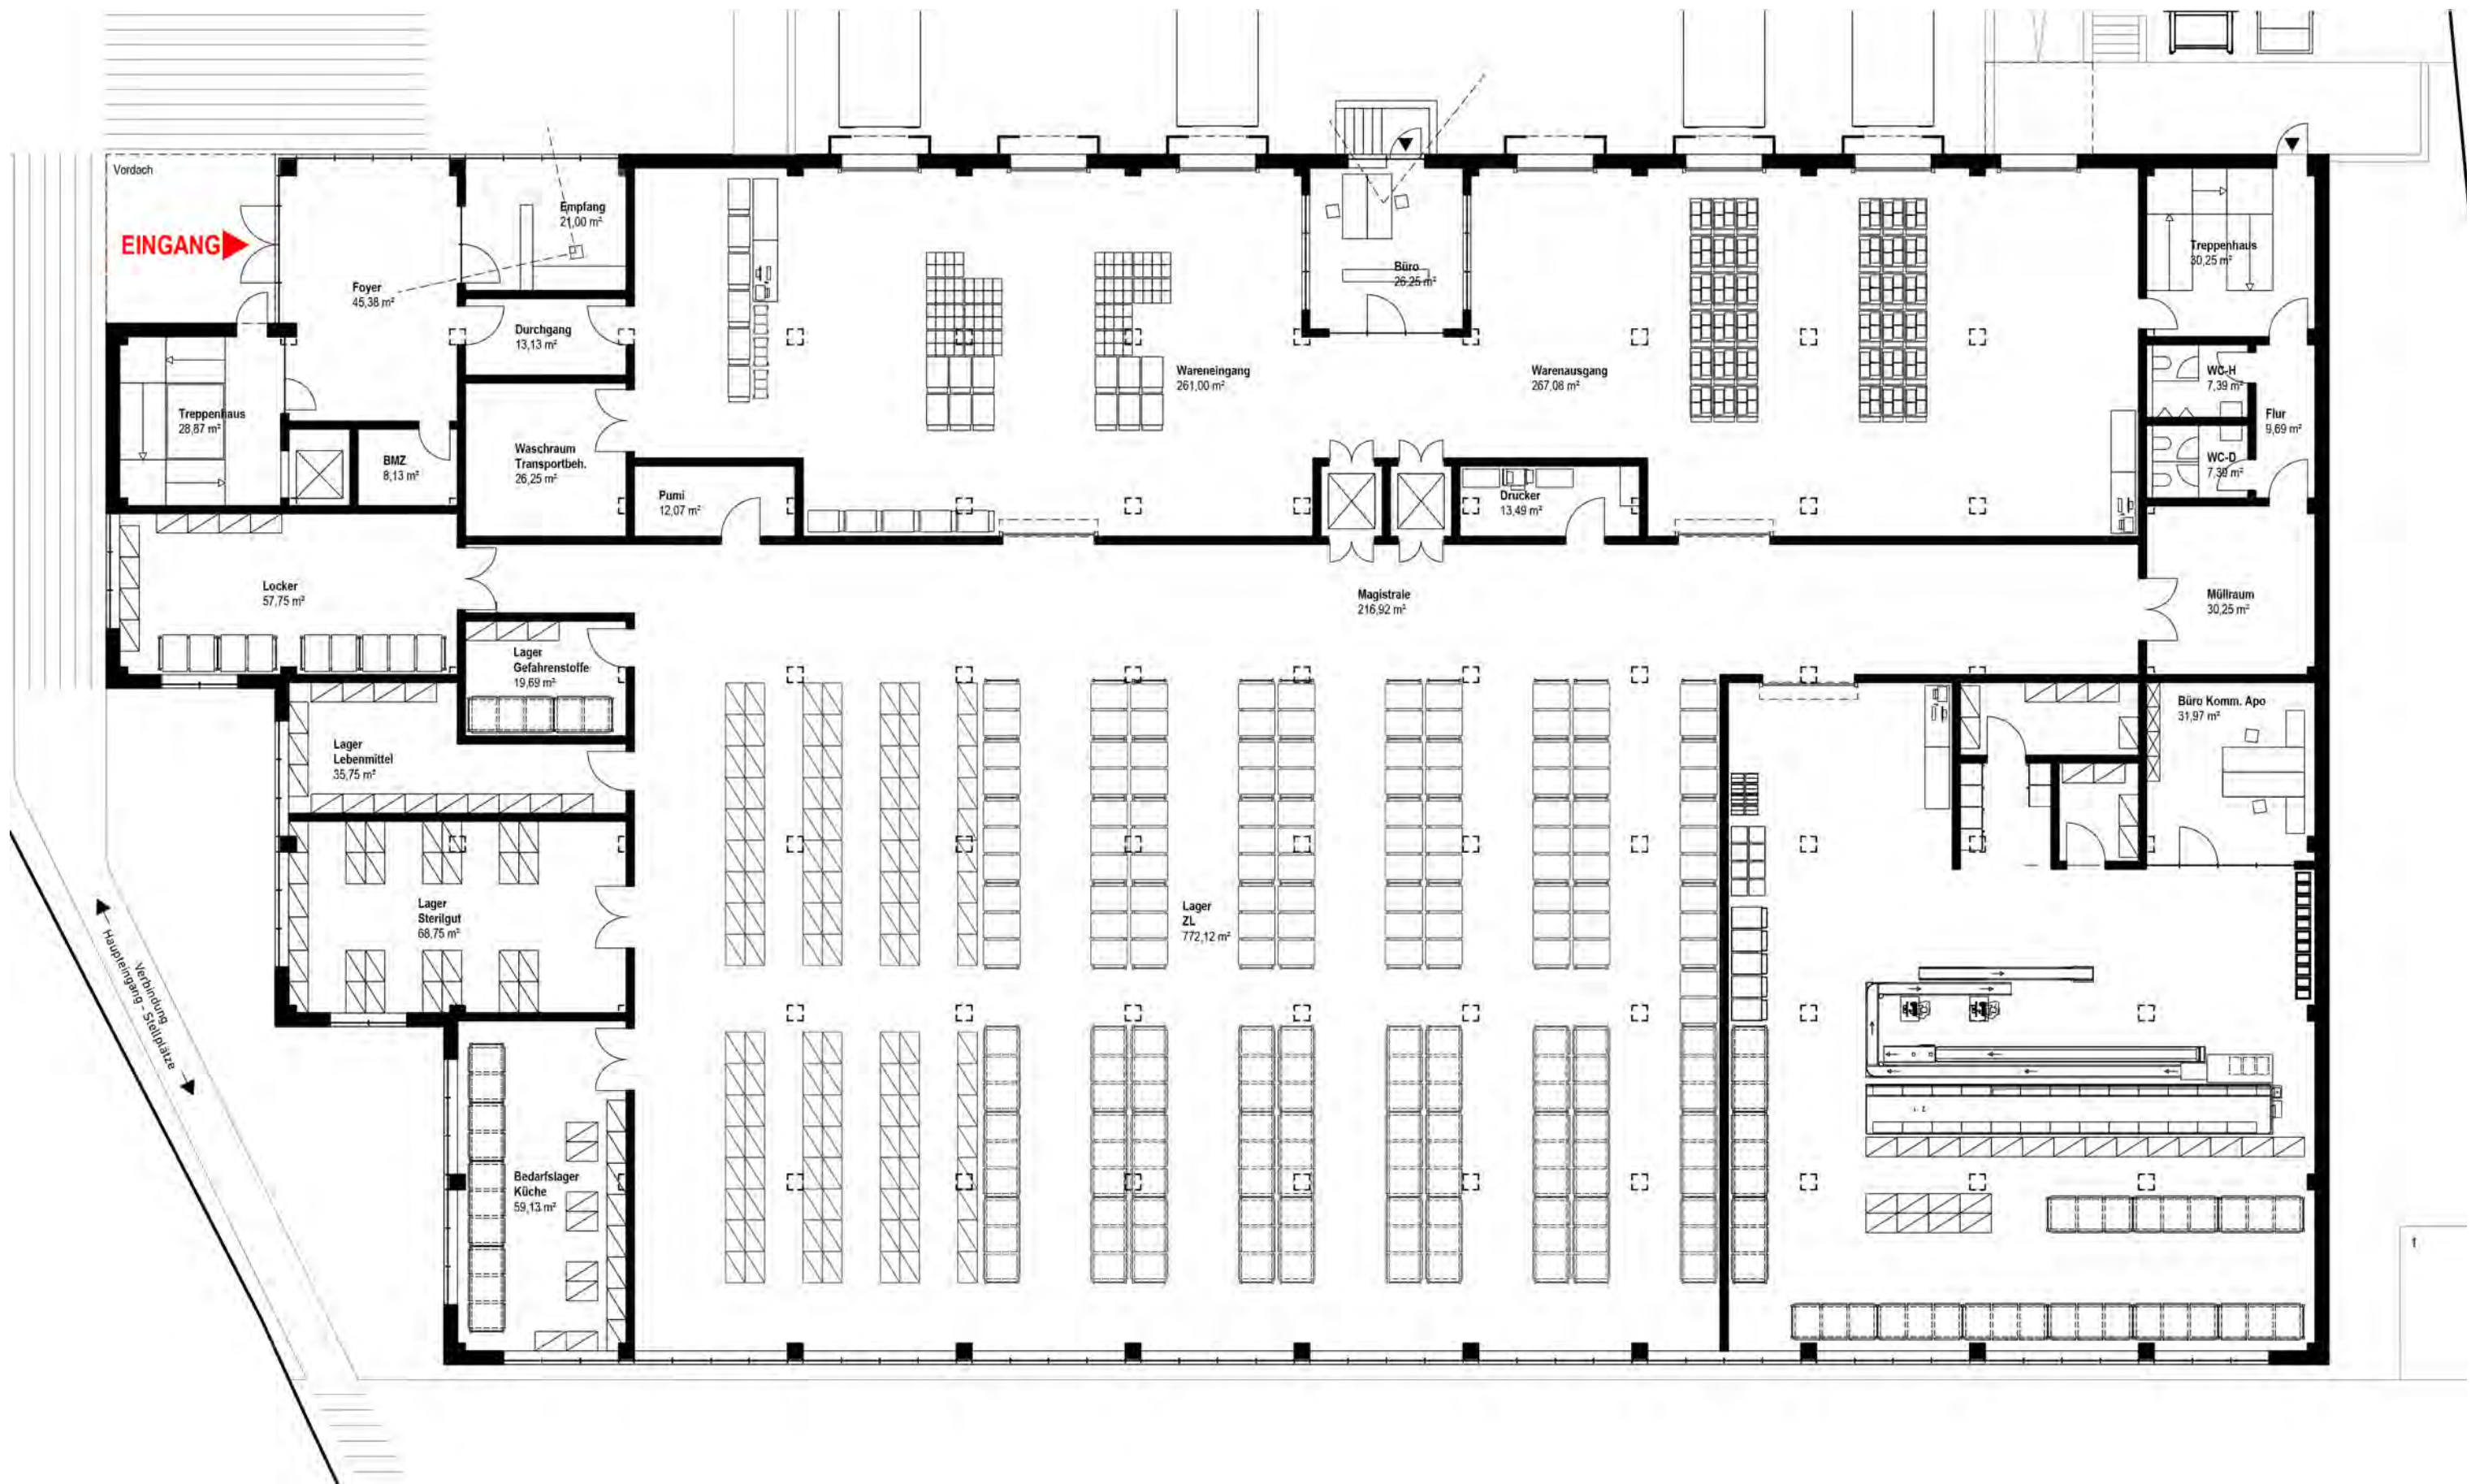 Vordach
EINGANG
Foyer
45,38 m²
Empfang
21,00 m²
Durchgang
13,13 m²
Treppenhaus
28,87 m²
BMZ
8,13 m²
Waschraum
Transportbeh.
26,25 m²
Pumi
12,07 m²
Wareneingang
261,00 m²
Büro
26,25 m²
Warenausgang
267,08 m²
Drucker
13,49 m²
Treppenhaus
30,25 m²
WC-H
7,39 m²
Flur
9,69 m²
WC-D
7,39 m²
Locker
57,75 m²
Magistrale
216,92 m²
Müllraum
30,25 m²
Lager
Gefahrenstoffe
19,69 m²
Lager
Lebenmittel
35,75 m²
Büro Komm. Apo
31,97 m²
Lager
Sterilgut
68,75 m²
Lager
ZL
772,12 m²
Verbindung
Haupteingang - Stellplätze
Bedarfslager
Küche
59,13 m²